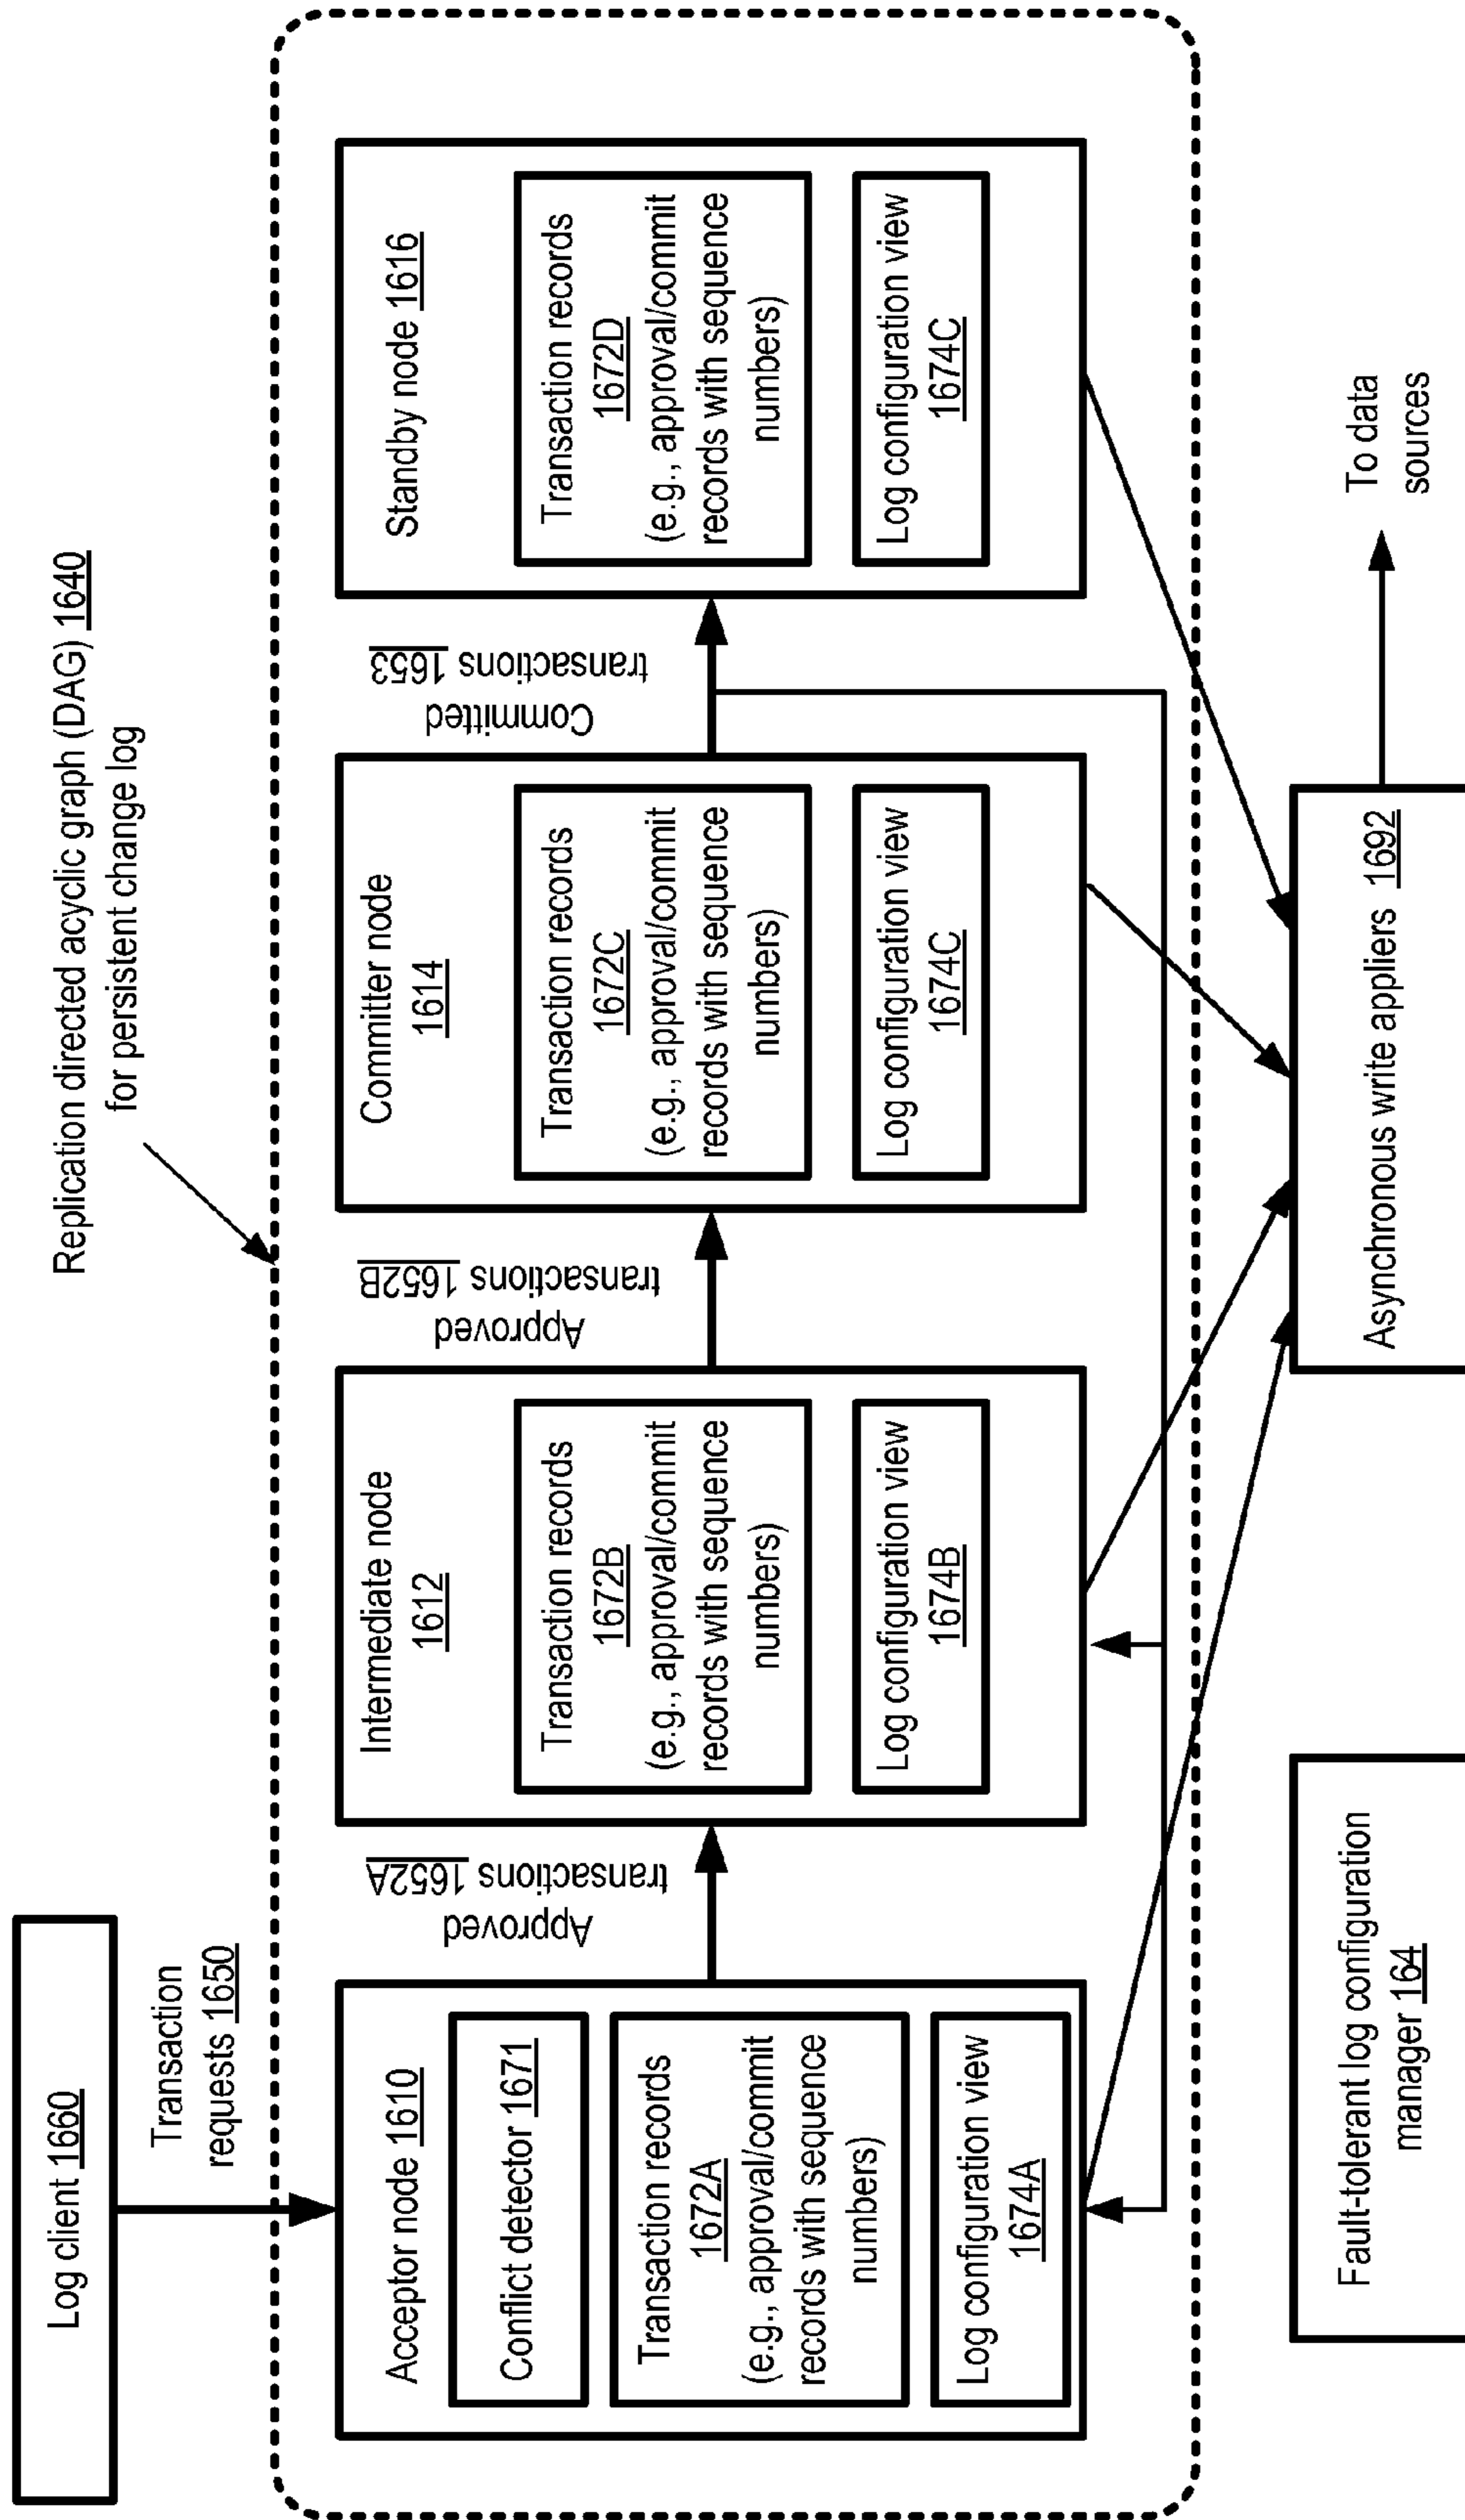 Log client 1660
Transaction
requests 1650
Replication directed acyclic graph (DAG) 1640
for persistent change log
Acceptor node 1610
Conflict detector 1671
Transaction records
1672A
(e.g., approval/commit
records with sequence
numbers)
Log configuration view
1674A
Approved
transactions 1652A
Intermediate node
1612
Transaction records
1672B
(e.g., approval/commit
records with sequence
numbers)
Log configuration view
1674B
Approved
transactions 1652B
Committer node
1614
Transaction records
1672C
(e.g., approval/commit
records with sequence
numbers)
Log configuration view
1674C
Committed
transactions 1653
Standby node 1616
Transaction records
1672D
(e.g., approval/commit
records with sequence
numbers)
Log configuration view
1674C
Fault-tolerant log configuration
manager 164
Asynchronous write appliers 1692
To data
sources